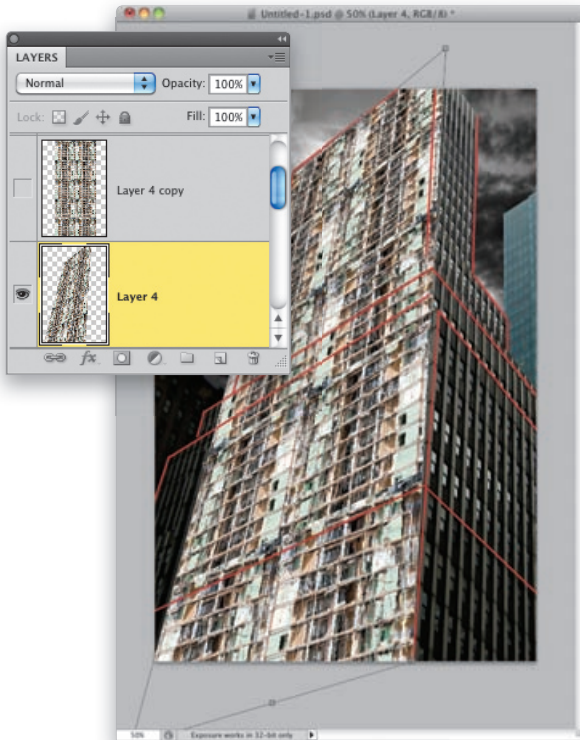 Untitled-1.psd @ 50% (Layer 4, RGB/8) *
LAYERS
Normal Opacity: 100%
Lock: Fill: 100%
Layer 4 copy
Layer 4
fx
50% Exposure works in 32-bit only